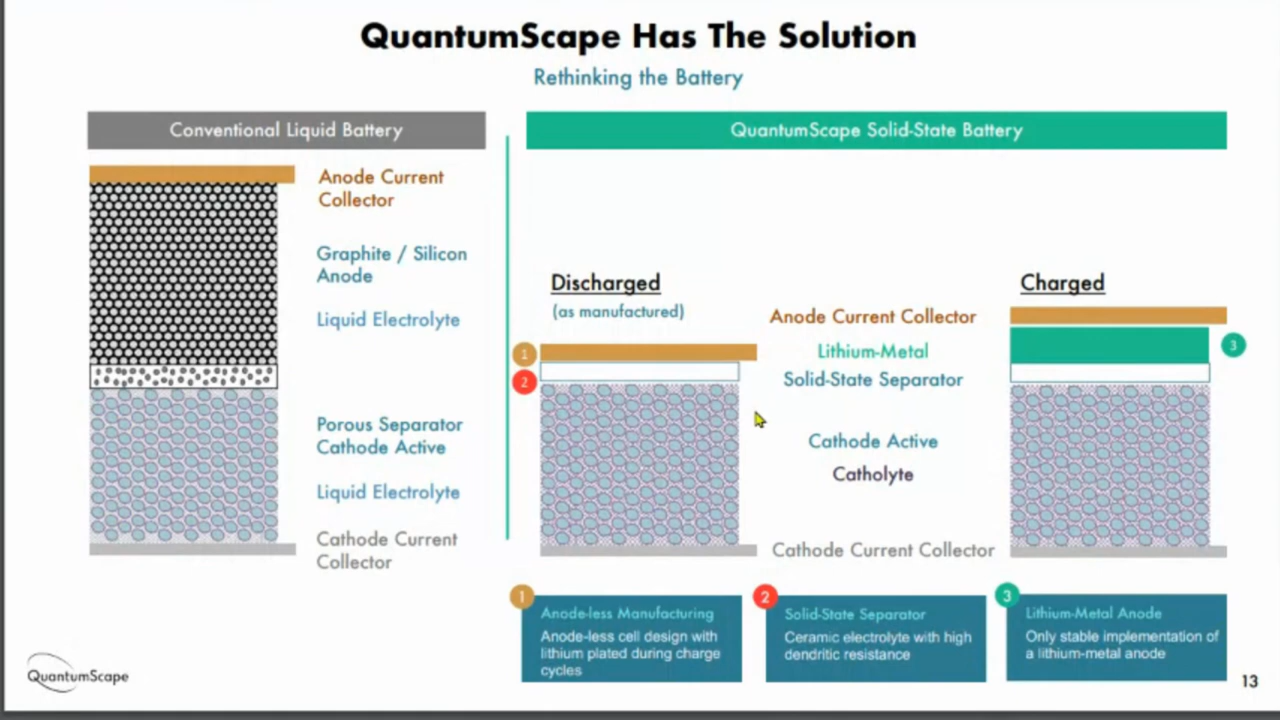 QuantumScape Has The Solution
Rethinking the Battery
Conventional Liquid Battery
Anode Current
Collector
Graphite / Silicon
Anode
Liquid Electrolyte
Porous Separator
Cathode Active
Liquid Electrolyte
Cathode Current
Collector
QuantumScape Solid-State Battery
Discharged
(as manufactured)
1
2
Anode Current Collector
Lithium-Metal
Solid-State Separator
Cathode Active
Catholyte
Cathode Current Collector
Charged
3
1
Anode-less Manufacturing
Anode-less cell design with
lithium plated during charge
cycles
2
Solid-State Separator
Ceramic electrolyte with high
dendritic resistance
3
Lithium-Metal Anode
Only stable implementation of
a lithium-metal anode
QuantumScape
13